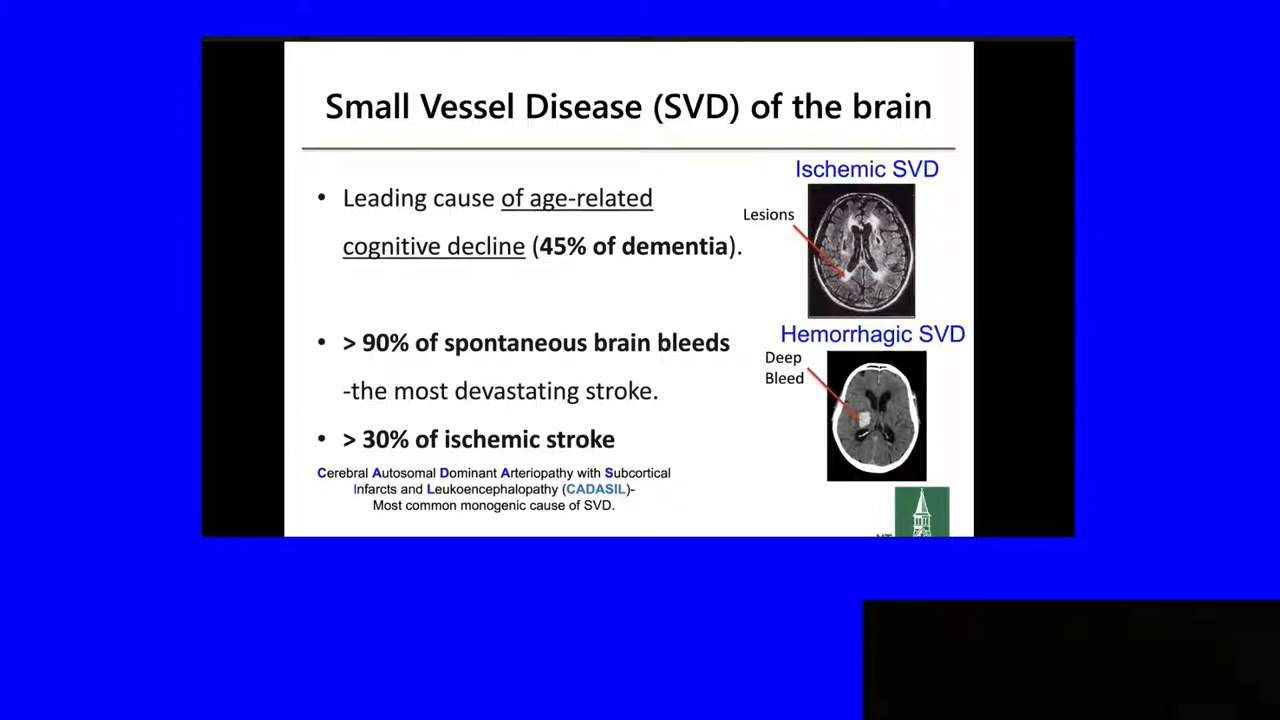 Small Vessel Disease (SVD) of the brain
• Leading cause of age-related
cognitive decline (45% of dementia).
• > 90% of spontaneous brain bleeds
-the most devastating stroke.
• > 30% of ischemic stroke
Cerebral Autosomal Dominant Arteriopathy with Subcortical
Infarcts and Leukoencephalopathy (CADASIL)-
Most common monogenic cause of SVD.
Ischemic SVD
Lesions
Hemorrhagic SVD
Deep
Bleed